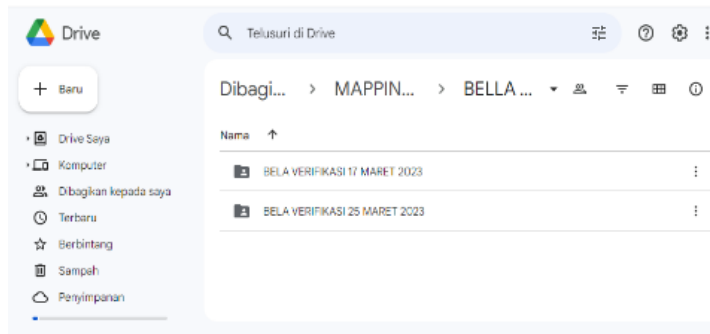 Drive
Telusuri di Drive
Baru
Dibagi... > MAPPIN... > BELLA ...
Nama
Drive Saya
BELA VERIFIKASI 17 MARET 2023
Komputer
Dibagikan kepada saya
BELA VERIFIKASI 25 MARET 2023
Terbaru
Berbintang
Sampah
Penyimpanan